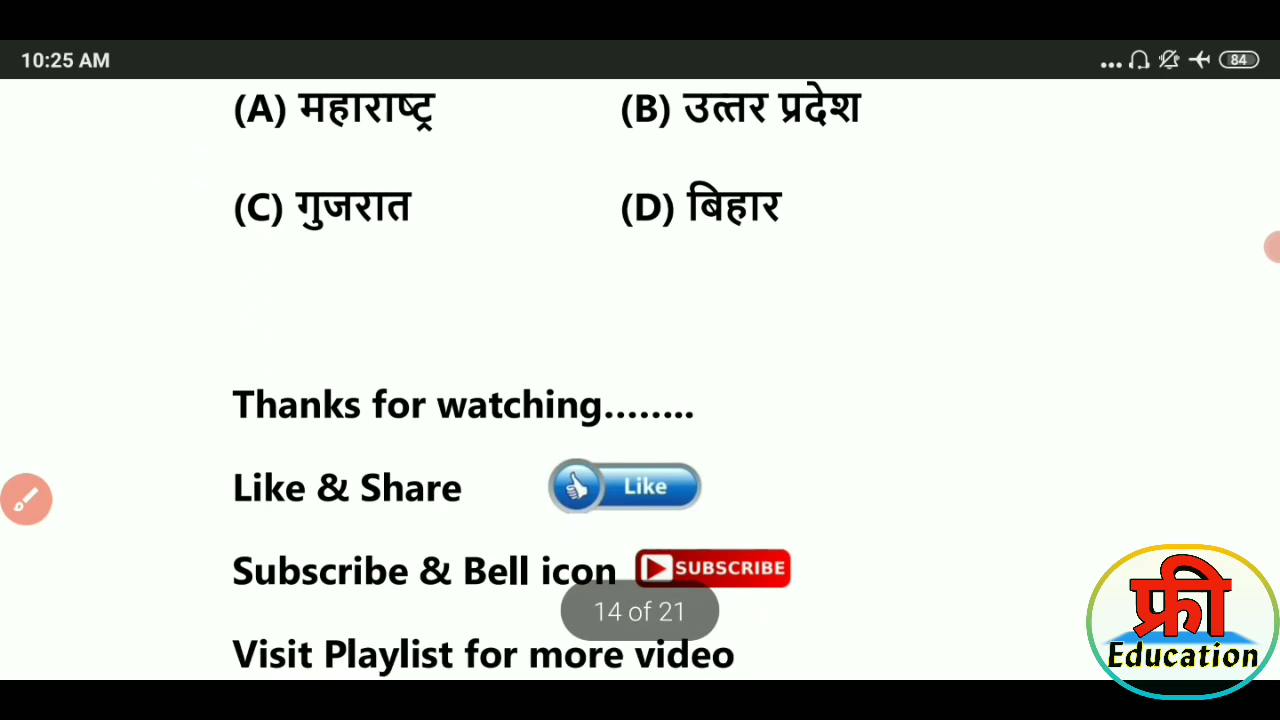 10:25 AM
84
(A) महाराष्ट्र (B) उत्तर प्रदेश
(C) गुजरात (D) बिहार
Thanks for watching........
Like & Share Like
Subscribe & Bell icon SUBSCRIBE
14 of 21
Visit Playlist for more video
फ्री
Education